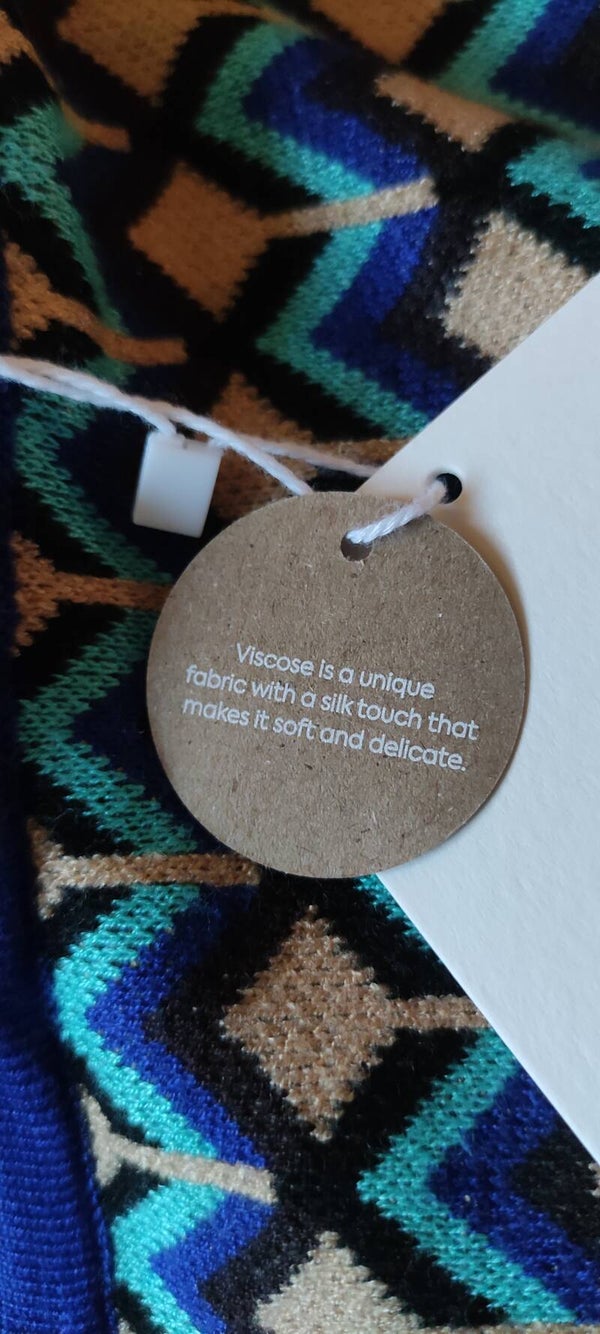 Viscose is a unique
fabric with a silk touch that
makes it soft and delicate.